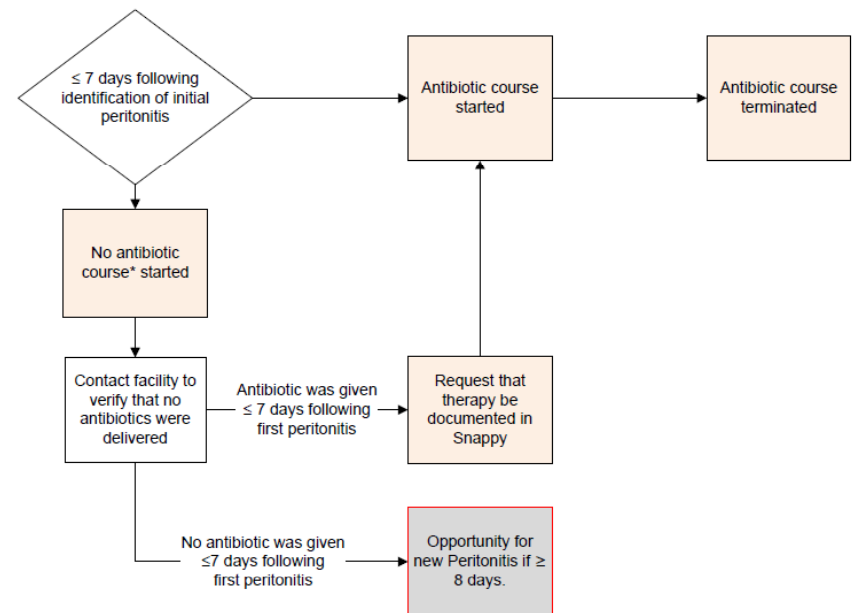 ≤ 7 days following
identification of initial
peritonitis
Antibiotic course
started
Antibiotic course
terminated
No antibiotic
course* started
Contact facility to
verify that no
antibiotics were
delivered
Antibiotic was given
≤ 7 days following
first peritonitis
Request that
therapy be
documented in
Snappy
No antibiotic was given
≤7 days following
first peritonitis
Opportunity for
new Peritonitis if ≥
8 days.